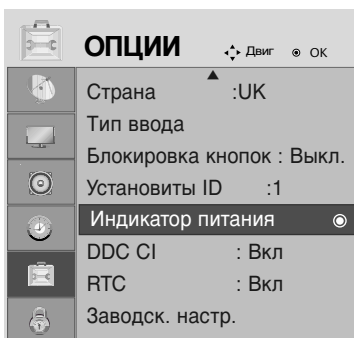 ОПЦИИ Двиг ОК
Страна :UK
Тип ввода
Блокировка кнопок : Выкл.
Установиты ID :1
Индикатор питания
DDC CI : Вкл
RTC : Вкл
Заводск. настр.